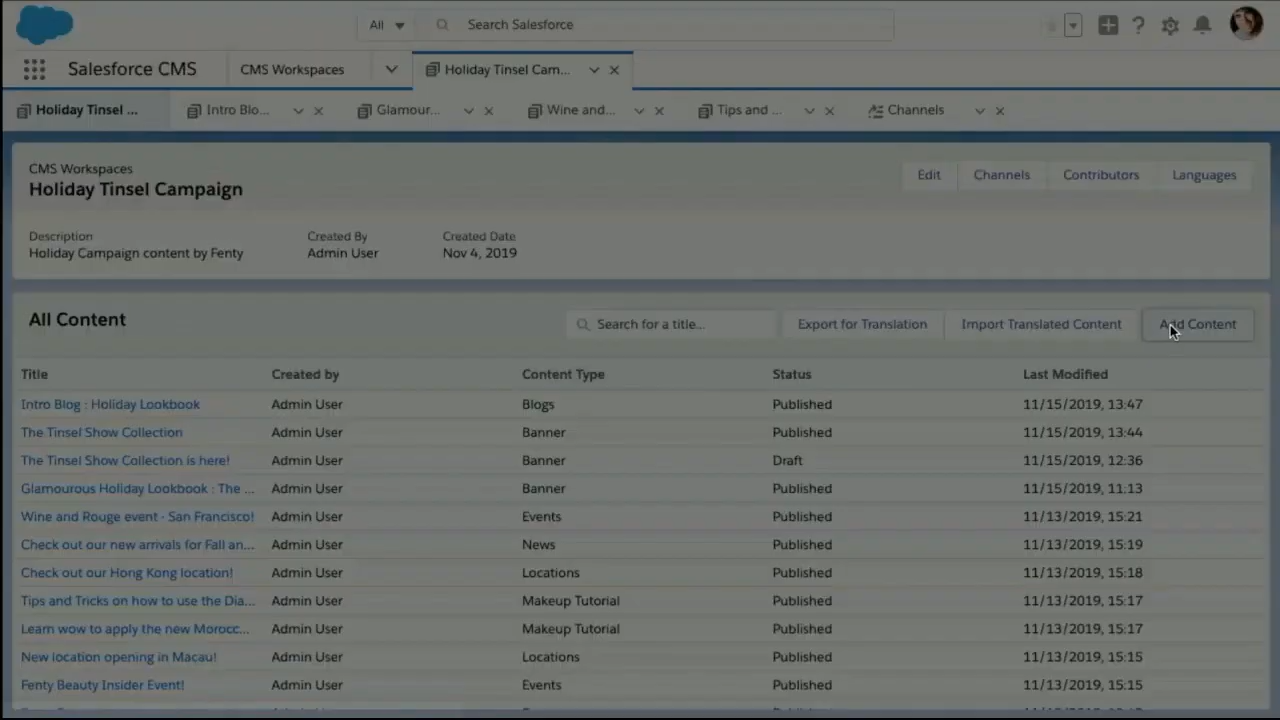 All
Search Salesforce
Salesforce CMS
CMS Workspaces
Holiday Tinsel Cam...
Holiday Tinsel ...
Intro Blo...
Glamour...
Wine and...
Tips and ...
Channels
CMS Workspaces
Holiday Tinsel Campaign
Edit
Channels
Contributors
Languages
Description
Created By
Created Date
Holiday Campaign content by Fenty
Admin User
Nov 4, 2019
All Content
Search for a title...
Export for Translation
Import Translated Content
Add Content
Title Created by Content Type Status Last Modified
Intro Blog : Holiday Lookbook Admin User Blogs Published 11/15/2019, 13:47
The Tinsel Show Collection Admin User Banner Published 11/15/2019, 13:44
The Tinsel Show Collection is here! Admin User Banner Draft 11/15/2019, 12:36
Glamourous Holiday Lookbook : The ... Admin User Banner Published 11/15/2019, 11:13
Wine and Rouge event - San Francisco! Admin User Events Published 11/13/2019, 15:21
Check out our new arrivals for Fall an... Admin User News Published 11/13/2019, 15:19
Check out our Hong Kong location! Admin User Locations Published 11/13/2019, 15:18
Tips and Tricks on how to use the Dia... Admin User Makeup Tutorial Published 11/13/2019, 15:17
Learn wow to apply the new Morocc... Admin User Makeup Tutorial Published 11/13/2019, 15:17
New location opening in Macau! Admin User Locations Published 11/13/2019, 15:15
Fenty Beauty Insider Event! Admin User Events Published 11/13/2019, 15:15